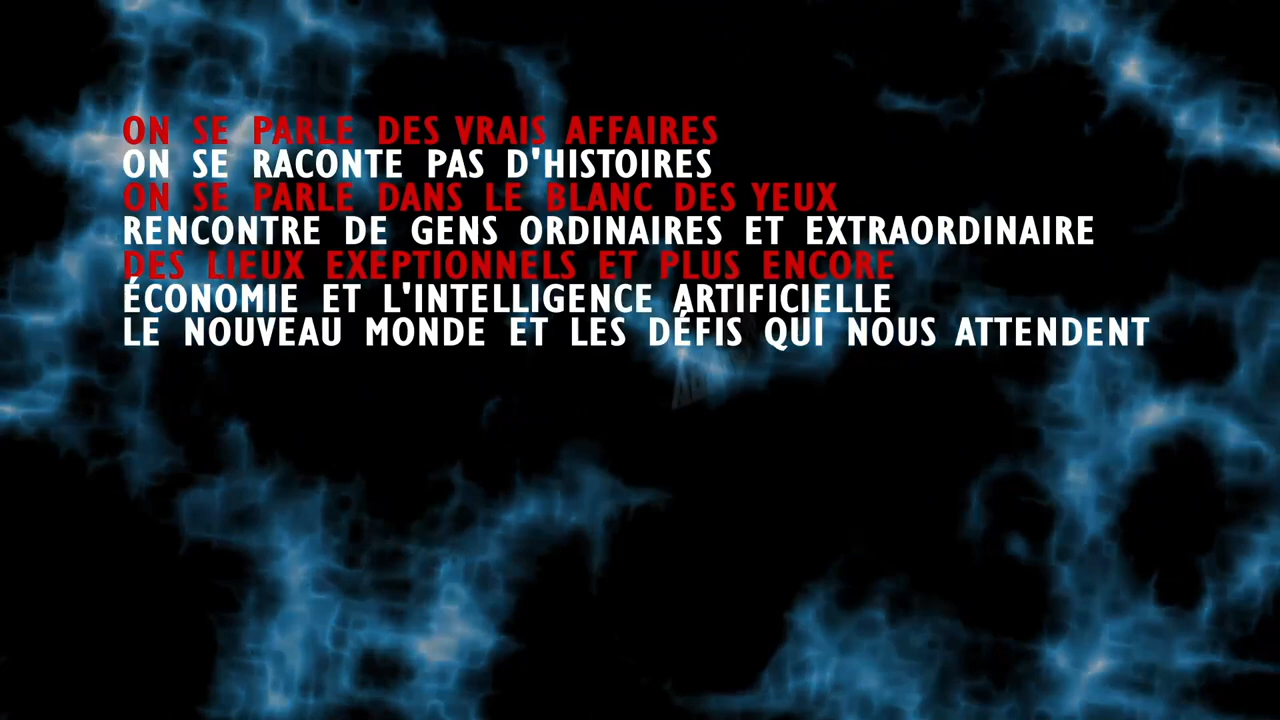 ON SE PARLE DES VRAIS AFFAIRES
ON SE RACONTE PAS D'HISTOIRES
ON SE PARLE DANS LE BLANC DES YEUX
RENCONTRE DE GENS ORDINAIRES ET EXTRAORDINAIRE
DES LIEUX EXEPTIONNELS ET PLUS ENCORE
ÉCONOMIE ET L'INTELLIGENCE ARTIFICIELLE
LE NOUVEAU MONDE ET LES DÉFIS QUI NOUS ATTENDENT